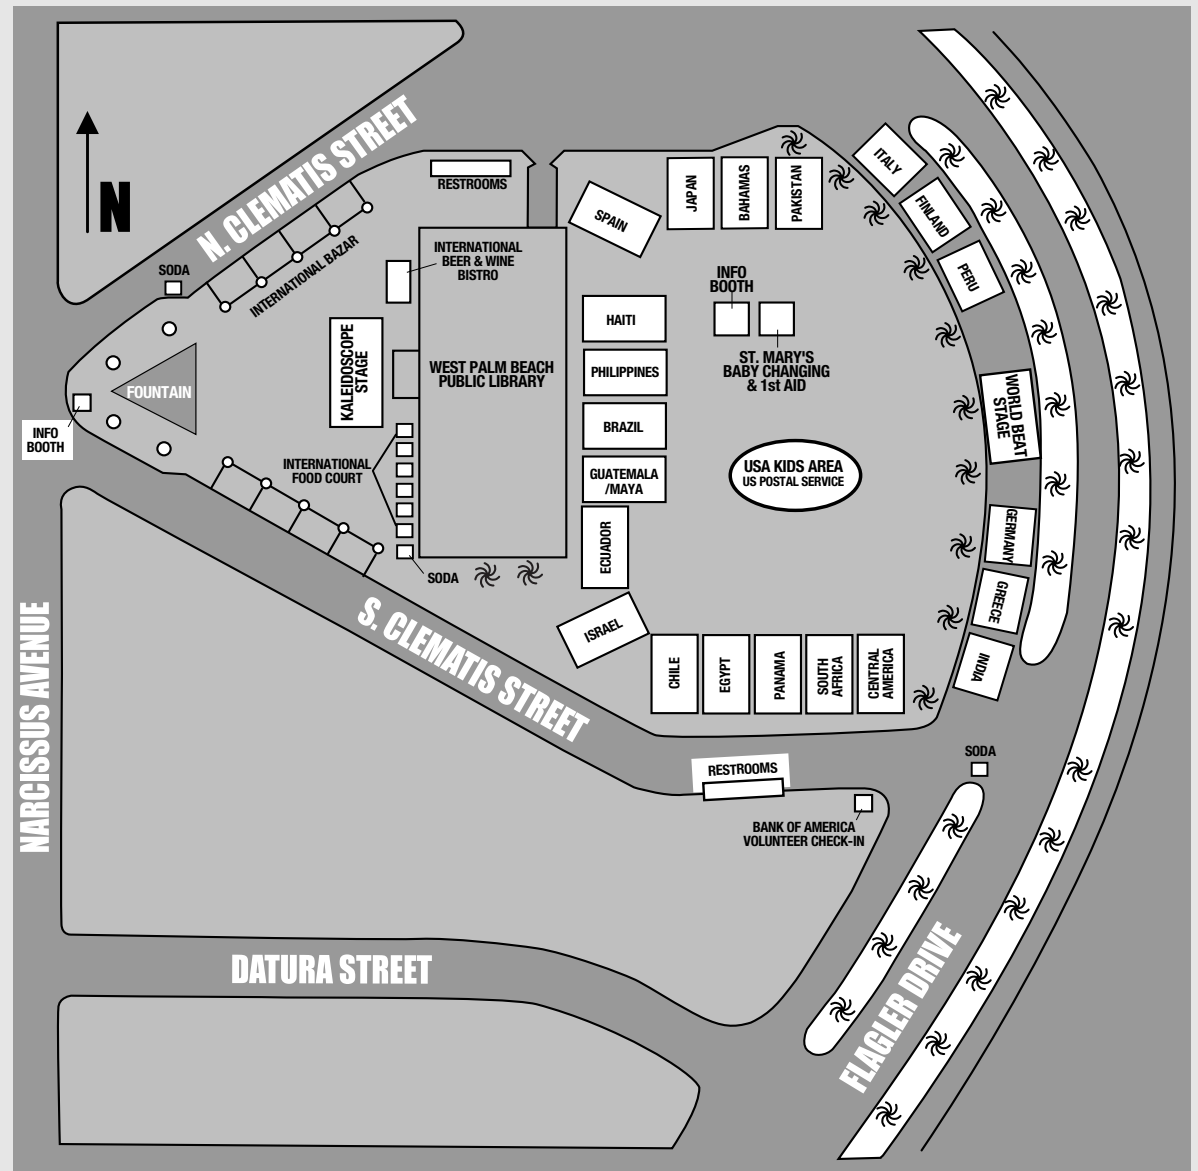 N
N. CLEMATIS STREET
RESTROOMS
SODA
INTERNATIONAL BAZAR
INTERNATIONAL
BEER & WINE
BISTRO
KALEIDOSCOPE
STAGE
WEST PALM BEACH
PUBLIC LIBRARY
FOUNTAIN
INFO
BOOTH
INTERNATIONAL
FOOD COURT
SODA
S. CLEMATIS STREET
SPAIN
JAPAN
BAHAMAS
PAKISTAN
ITALY
FINLAND
PERU
INFO
BOOTH
ST. MARY'S
BABY CHANGING
& 1st AID
HAITI
PHILIPPINES
BRAZIL
GUATEMALA
/MAYA
ECUADOR
ISRAEL
USA KIDS AREA
US POSTAL SERVICE
WORLD BEAT
STAGE
GERMANY
GREECE
INDIA
CHILE
EGYPT
PANAMA
SOUTH
AFRICA
CENTRAL
AMERICA
RESTROOMS
SODA
BANK OF AMERICA
VOLUNTEER CHECK-IN
NARCISSUS AVENUE
DATURA STREET
FLAGLER DRIVE